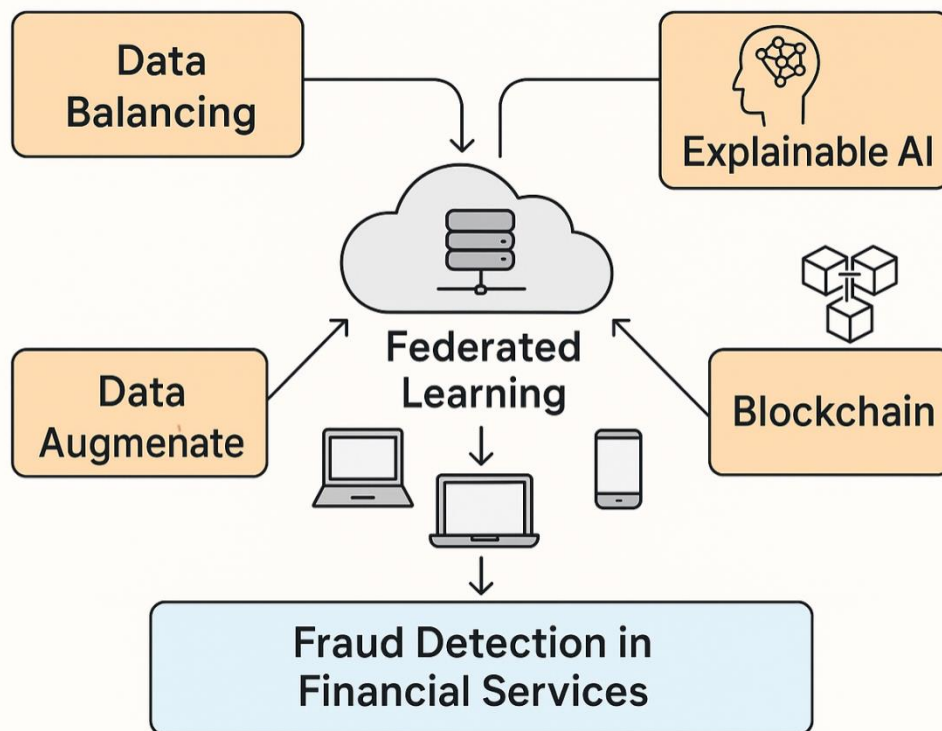 Data
Balancing
Explainable AI
Federated
Learning
Data
Augmenate
Blockchain
Fraud Detection in
Financial Services